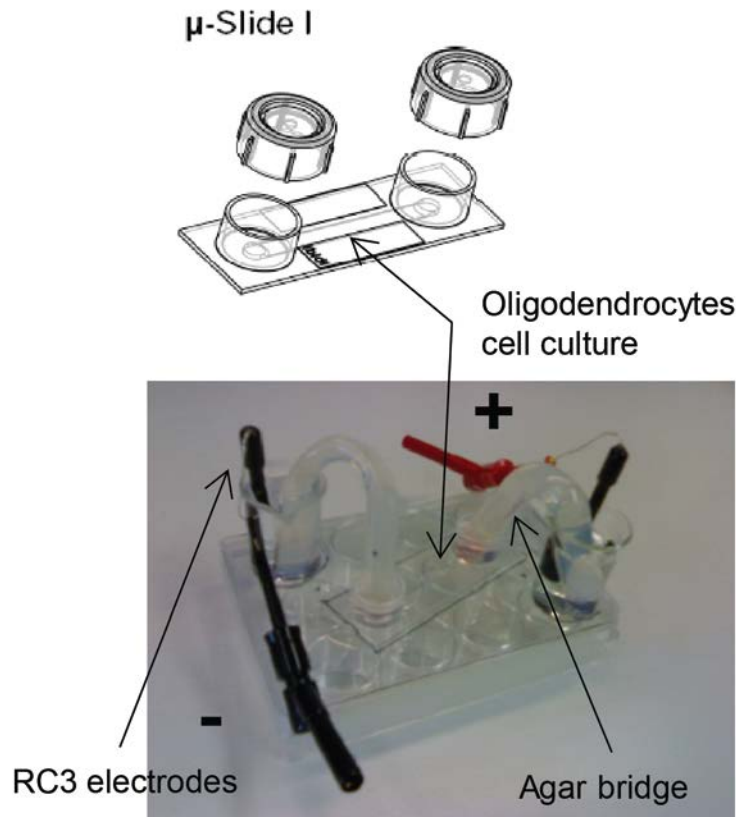 µ-Slide I
Oligodendrocytes
cell culture
+
-
RC3 electrodes
Agar bridge